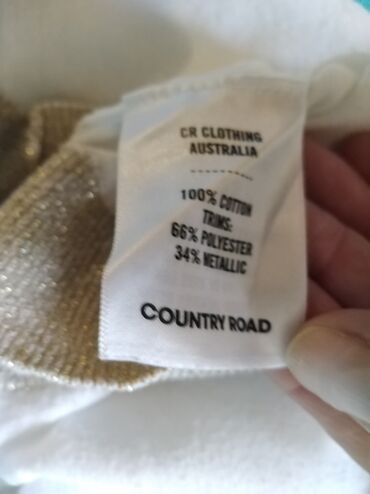 CR CLOTHING
AUSTRALIA
----------
100% COTTON
TRIMS:
66% POLYESTER
34% METALLIC
COUNTRY ROAD